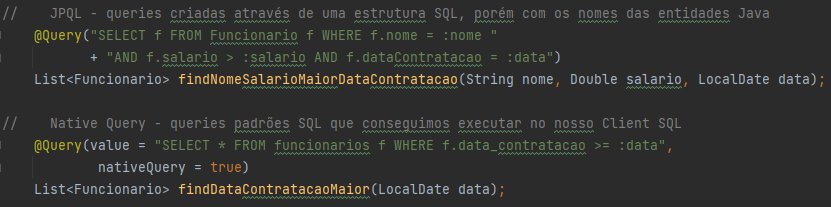 //    JPQL - queries criadas através de uma estrutura SQL, porém com os nomes das entidades Java
@Query("SELECT f FROM Funcionario f WHERE f.nome = :nome "
+ "AND f.salario > :salario AND f.dataContratacao = :data")
List<Funcionario> findNomeSalarioMaiorDataContratacao(String nome, Double salario, LocalDate data);
//    Native Query - queries padrões SQL que conseguimos executar no nosso Client SQL
@Query(value = "SELECT * FROM funcionarios f WHERE f.data_contratacao >= :data",
nativeQuery = true)
List<Funcionario> findDataContratacaoMaior(LocalDate data);